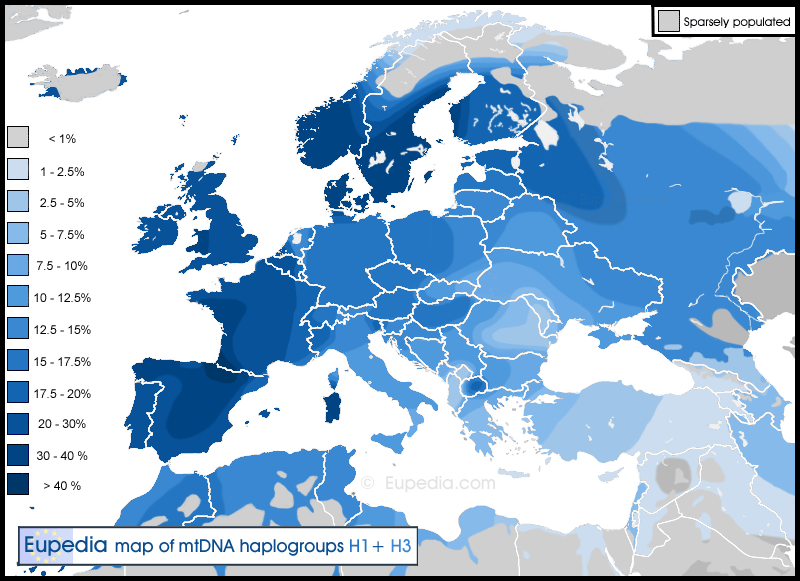 Sparsely populated
< 1%
1 - 2.5%
2.5 - 5%
5 - 7.5%
7.5 - 10%
10 - 12.5%
12.5 - 15%
15 - 17.5%
17.5 - 20%
20 - 30%
30 - 40 %
> 40 %
© Eupedia.com
Eupedia map of mtDNA haplogroups H1+ H3